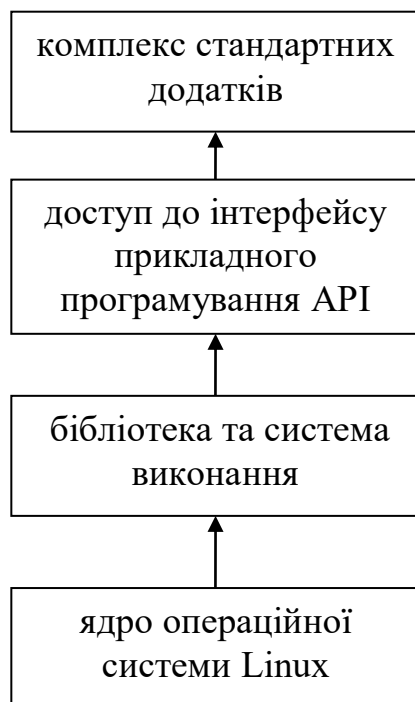 комплекс стандартних
додатків
доступ до інтерфейсу
прикладного
програмування API
бібліотека та система
виконання
ядро операційної
системи Linux